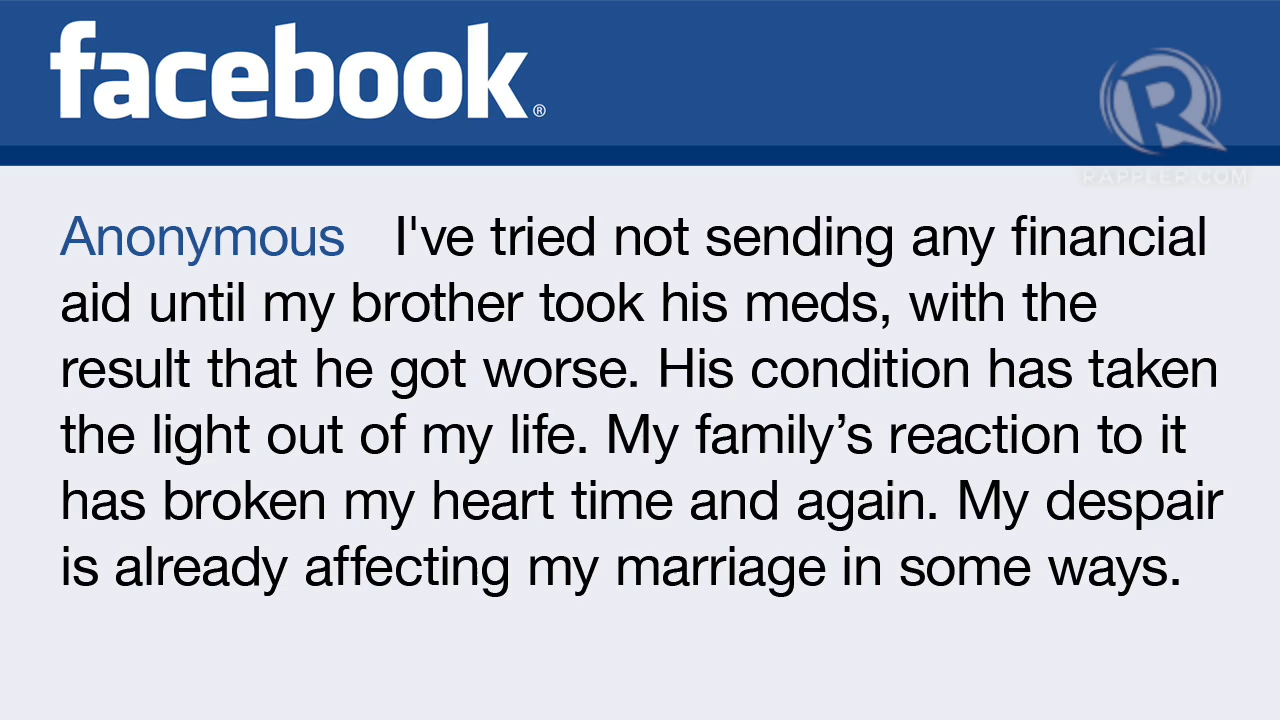 facebook®
R
RAPPLER.COM
Anonymous I've tried not sending any financial
aid until my brother took his meds, with the
result that he got worse. His condition has taken
the light out of my life. My family’s reaction to it
has broken my heart time and again. My despair
is already affecting my marriage in some ways.